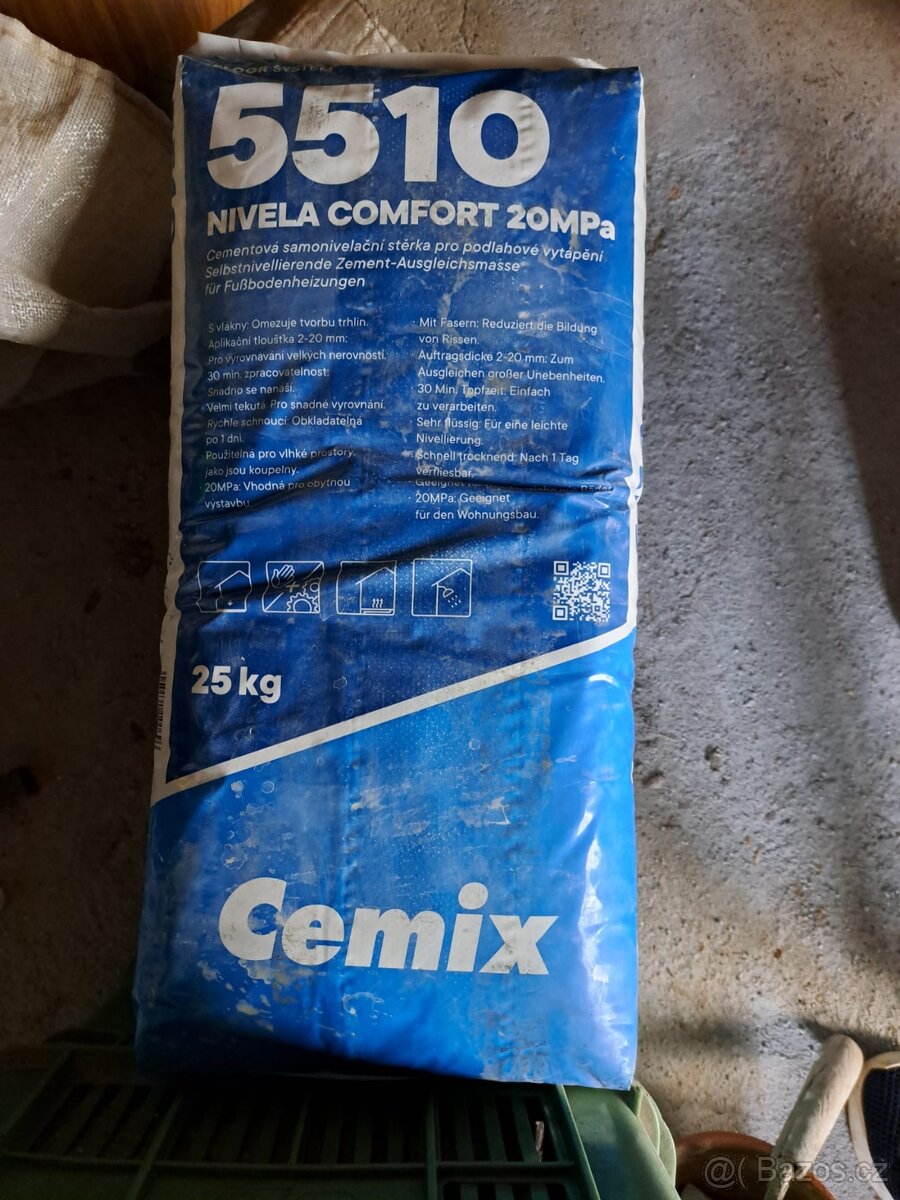 FLOOR SYSTEM
5510
NIVELA COMFORT 20MPa
Cementová samonivelační stěrka pro podlahové vytápění
Selbstnivellierende Zement-Ausgleichsmasse
für Fußbodenheizungen
· S vlákny: Omezuje tvorbu trhlin.
· Aplikační tloušťka 2-20 mm:
Pro vyrovnávání velkých nerovností.
· 30 min. zpracovatelnost:
Snadno se nanáší.
· Velmi tekutá: Pro snadné vyrovnání.
· Rychle schnoucí: Obkladatelná
po 1 dni.
· Použitelná pro vlhké prostory,
jako jsou koupelny.
· 20MPa: Vhodná pro obytnou
výstavbu.
· Mit Fasern: Reduziert die Bildung
von Rissen.
· Auftragsdicke 2-20 mm: Zum
Ausgleichen großer Unebenheiten.
· 30 Min. Topfzeit: Einfach
zu verarbeiten.
· Sehr flüssig: Für eine leichte
Nivellierung.
· Schnell trocknend: Nach 1 Tag
verfliesbar.
· Geeignet für
· 20MPa: Geeignet
für den Wohnungsbau.
25 kg
Cemix
@( Bazos.cz